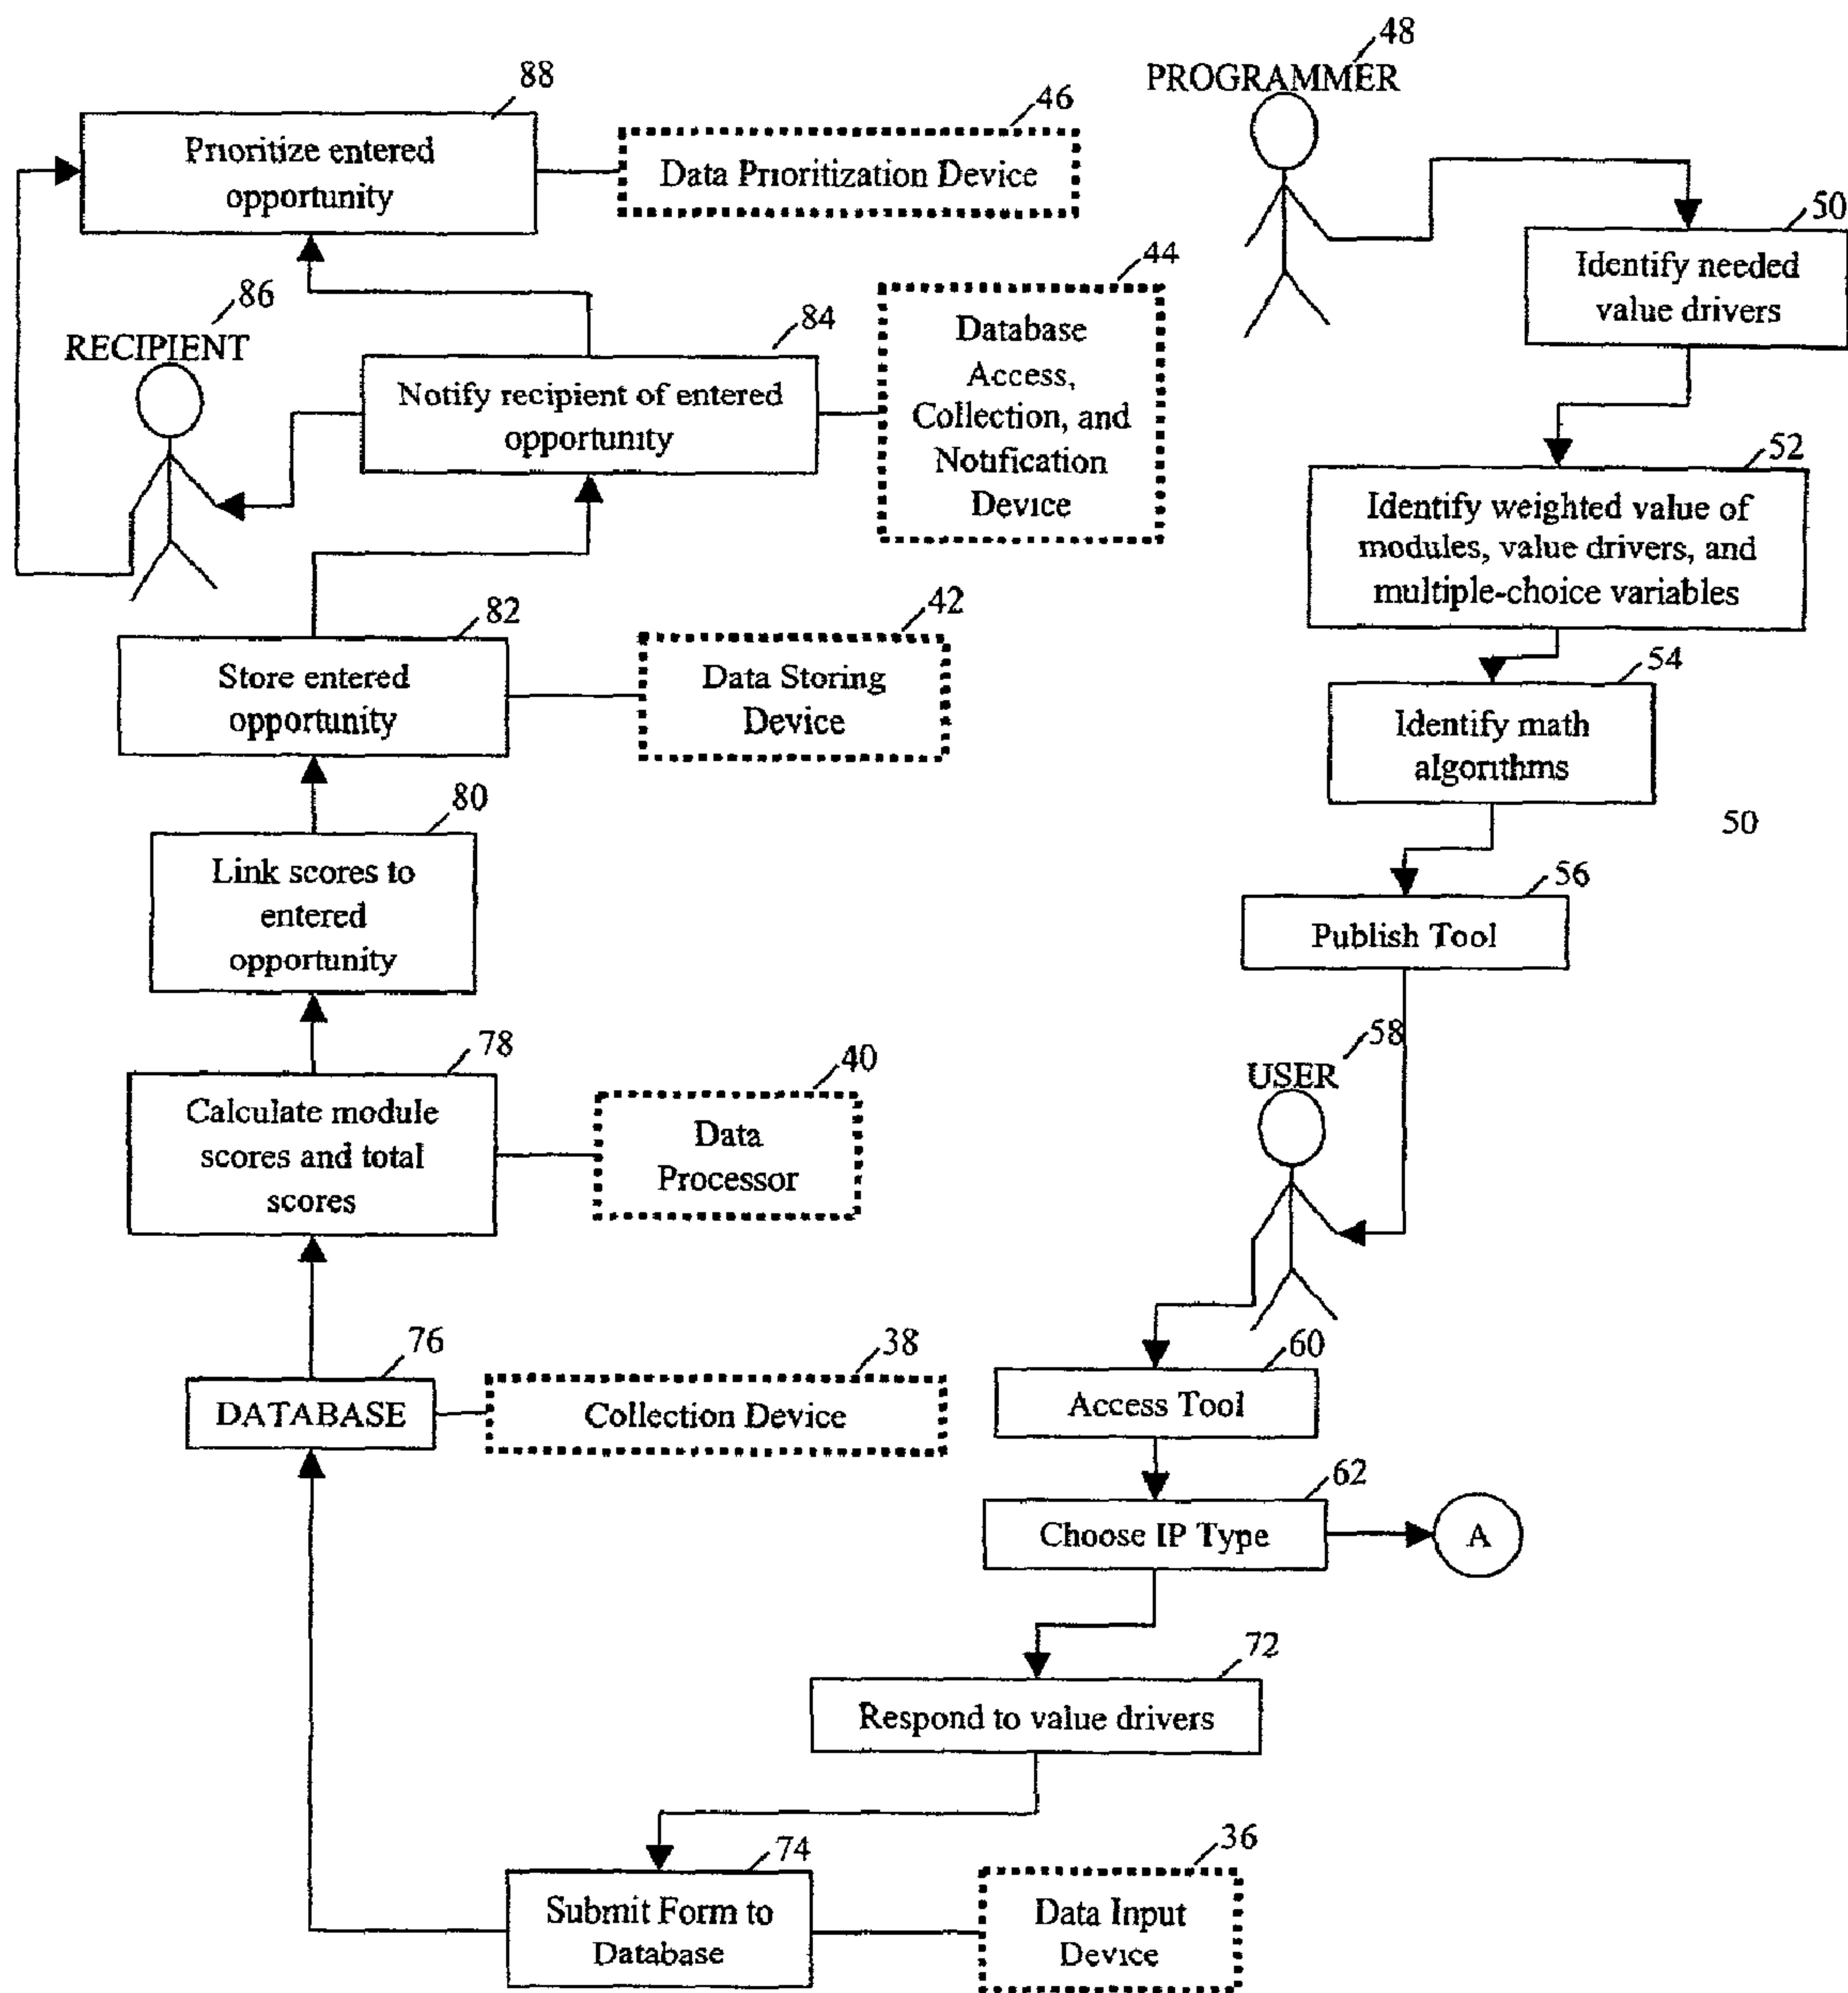 88
Prioritize entered
opportunity
46
Data Prioritization Device
48
PROGRAMMER
50
Identify needed
value drivers
86
RECIPIENT
84
Notify recipient of entered
opportunity
44
Database
Access,
Collection, and
Notification
Device
52
Identify weighted value of
modules, value drivers, and
multiple-choice variables
82
Store entered
opportunity
42
Data Storing
Device
54
Identify math
algorithms
50
80
Link scores to
entered
opportunity
56
Publish Tool
78
Calculate module
scores and total
scores
40
Data
Processor
58
USER
76
DATABASE
38
Collection Device
60
Access Tool
62
Choose IP Type
A
72
Respond to value drivers
74
Submit Form to
Database
36
Data Input
Device